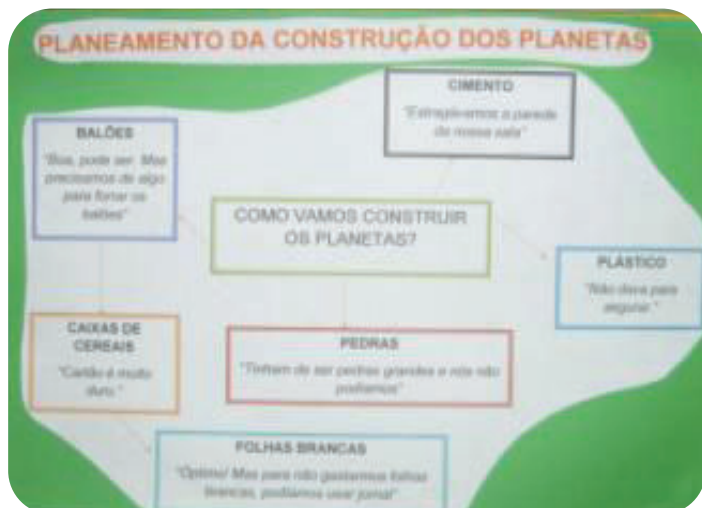 PLANEAMENTO DA CONSTRUÇÃO DOS PLANETAS
CIMENTO
"Estragávamos a parede
da nossa sala"
BALÕES
"Boa, pode ser. Mas
precisamos de algo
para forrar os
balões"
COMO VAMOS CONSTRUIR
OS PLANETAS?
PLÁSTICO
"Não dava para
segurar."
CAIXAS DE
CEREAIS
"Cartão é muito
duro."
PEDRAS
"Tinham de ser pedras grandes e nós não
podíamos"
FOLHAS BRANCAS
"Óptimo! Mas para não gastarmos folhas
brancas, podíamos usar jornal"